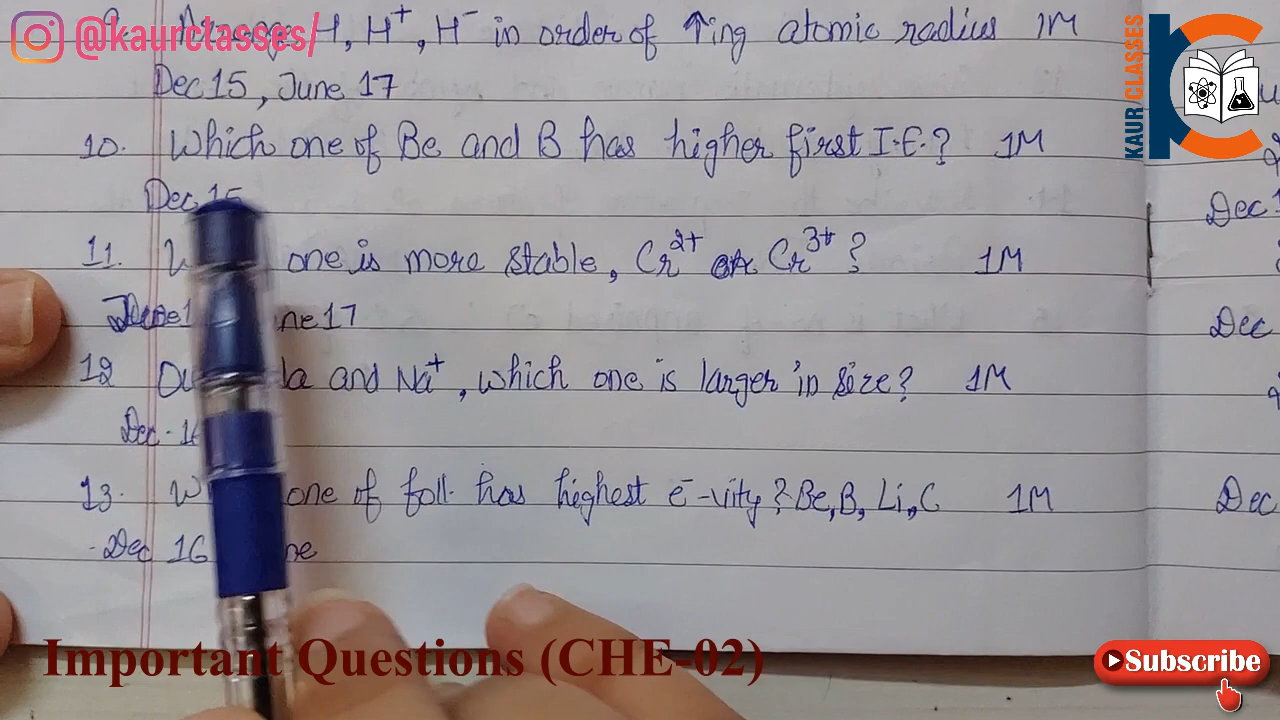 @kaurclasses/
9. Arrange H, H⁺, H⁻ in order of ↑ing atomic radius 1M
Dec 15, June 17
10. Which one of Be and B has higher first I.E.? 1M
Dec 15
11. one is more stable, Cr²⁺ or Cr³⁺? 1M
ne 17
12 and Na⁺, which one is larger in size? 1M
Dec. 16
13. one of foll. has highest e⁻-vity? Be, B, Li, C 1M
Dec 16
Dec
Dec
Dec
KAUR CLASSES
Important Questions (CHE-02)
Subscribe